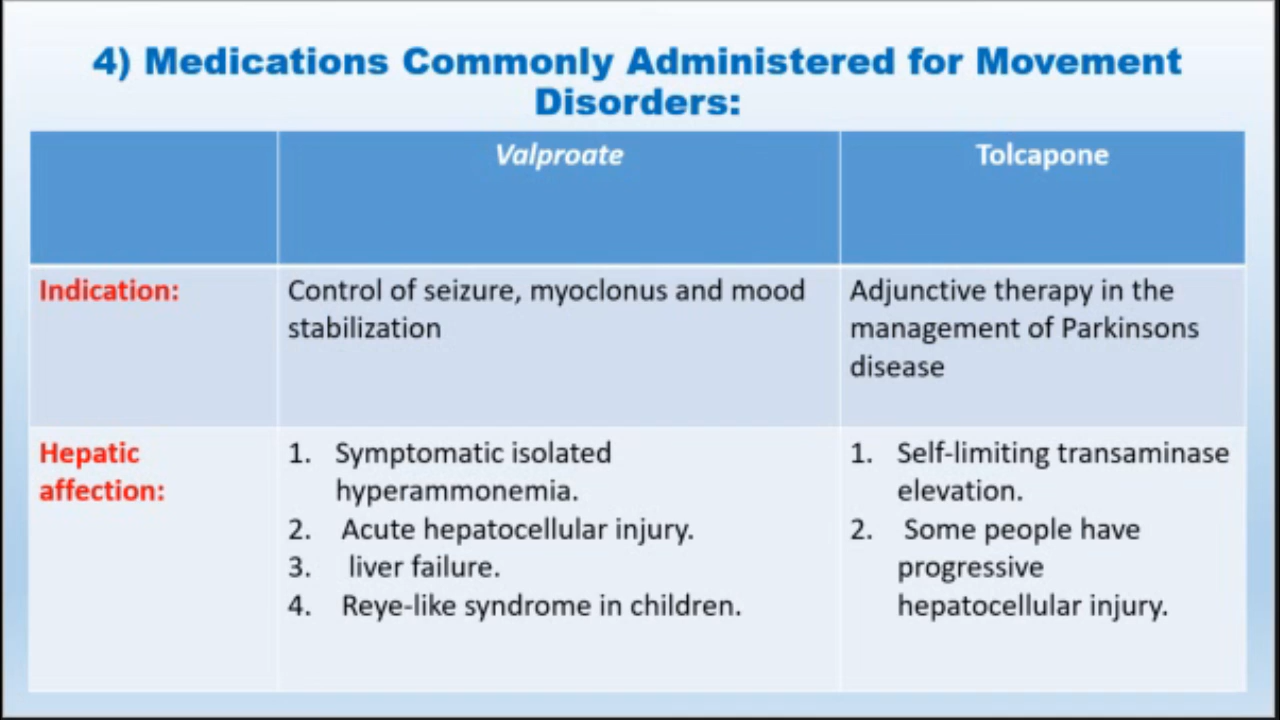 4) Medications Commonly Administered for Movement
Disorders:
Valproate
Tolcapone
Indication:
Control of seizure, myoclonus and mood
stabilization
Adjunctive therapy in the
management of Parkinsons
disease
Hepatic
affection:
1. Symptomatic isolated
hyperammonemia.
2. Acute hepatocellular injury.
3. liver failure.
4. Reye-like syndrome in children.
1. Self-limiting transaminase
elevation.
2. Some people have
progressive
hepatocellular injury.